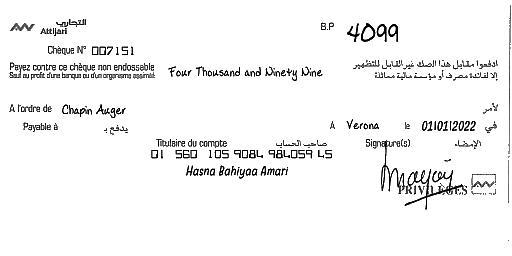 التجاري
Attijari
B.P 4099
Chèque N° 007151
Payez contre ce chèque non endossable
Sauf au profit d'une banque ou d'un organisme assimilé
Four Thousand and Ninety Nine
ادفعوا مقابل هذا الصك غير القابل للتظهير
إلا لفائدة مصرف أو مؤسسة مالية مماثلة
A l'ordre de Chapin Auger لأمر
Payable à يدفع بـ
A Verona le 01/01/2022 في
Titulaire du compte صاحب الحساب
Signature(s) الإمضاء
01 560 105 9084 984059 45
Hasna Bahiyaa Amari
PRIVILÈGES